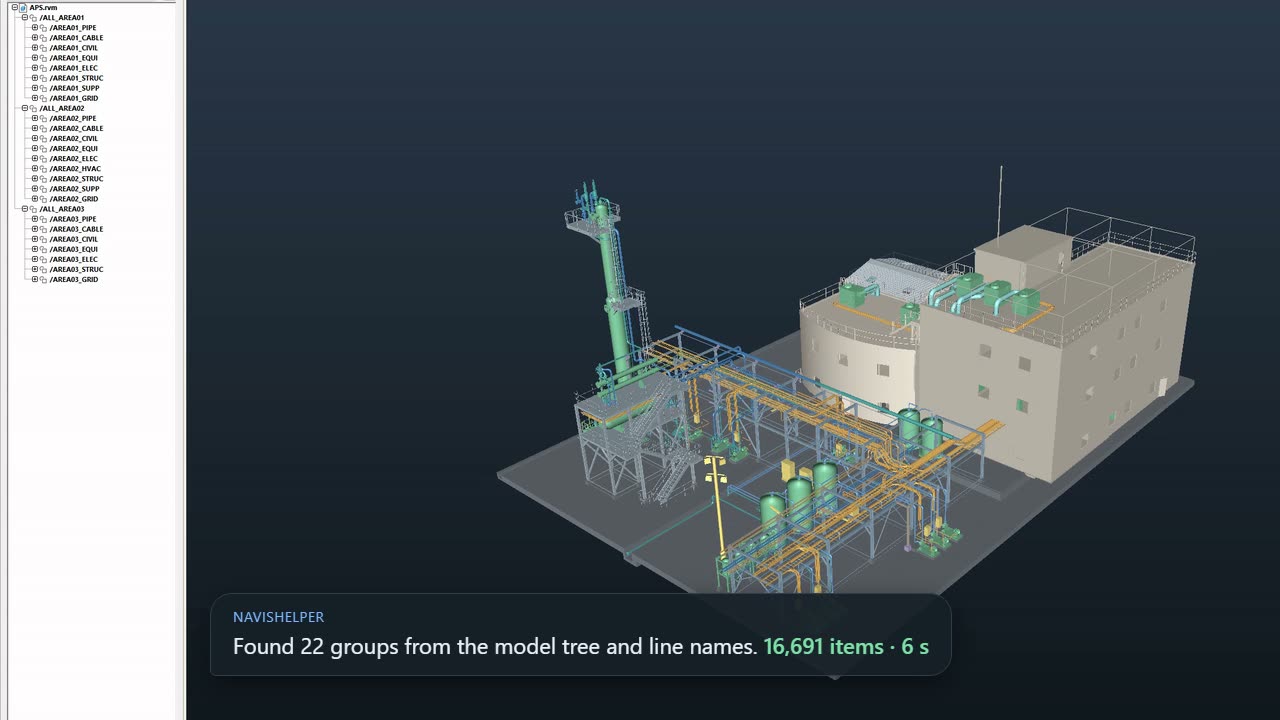 APS.rvm
/ALL_AREA01
/AREA01_PIPE
/AREA01_CABLE
/AREA01_CIVIL
/AREA01_EQUI
/AREA01_ELEC
/AREA01_STRUC
/AREA01_SUPP
/AREA01_GRID
/ALL_AREA02
/AREA02_PIPE
/AREA02_CABLE
/AREA02_CIVIL
/AREA02_EQUI
/AREA02_ELEC
/AREA02_HVAC
/AREA02_STRUC
/AREA02_SUPP
/AREA02_GRID
/ALL_AREA03
/AREA03_PIPE
/AREA03_CABLE
/AREA03_CIVIL
/AREA03_EQUI
/AREA03_ELEC
/AREA03_STRUC
/AREA03_GRID
NAVISHELPER
Found 22 groups from the model tree and line names. 16,691 items · 6 s